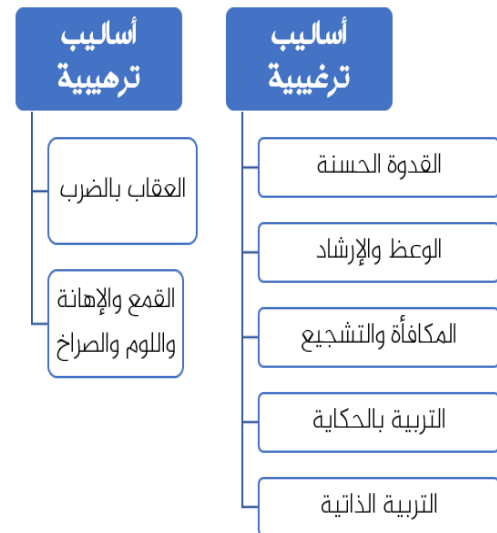 أساليب
ترغيبية
القدوة الحسنة
الوعظ والإرشاد
المكافأة والتشجيع
التربية بالحكاية
التربية الذاتية
أساليب
ترهيبية
العقاب بالضرب
القمع والإهانة
واللوم والصراخ